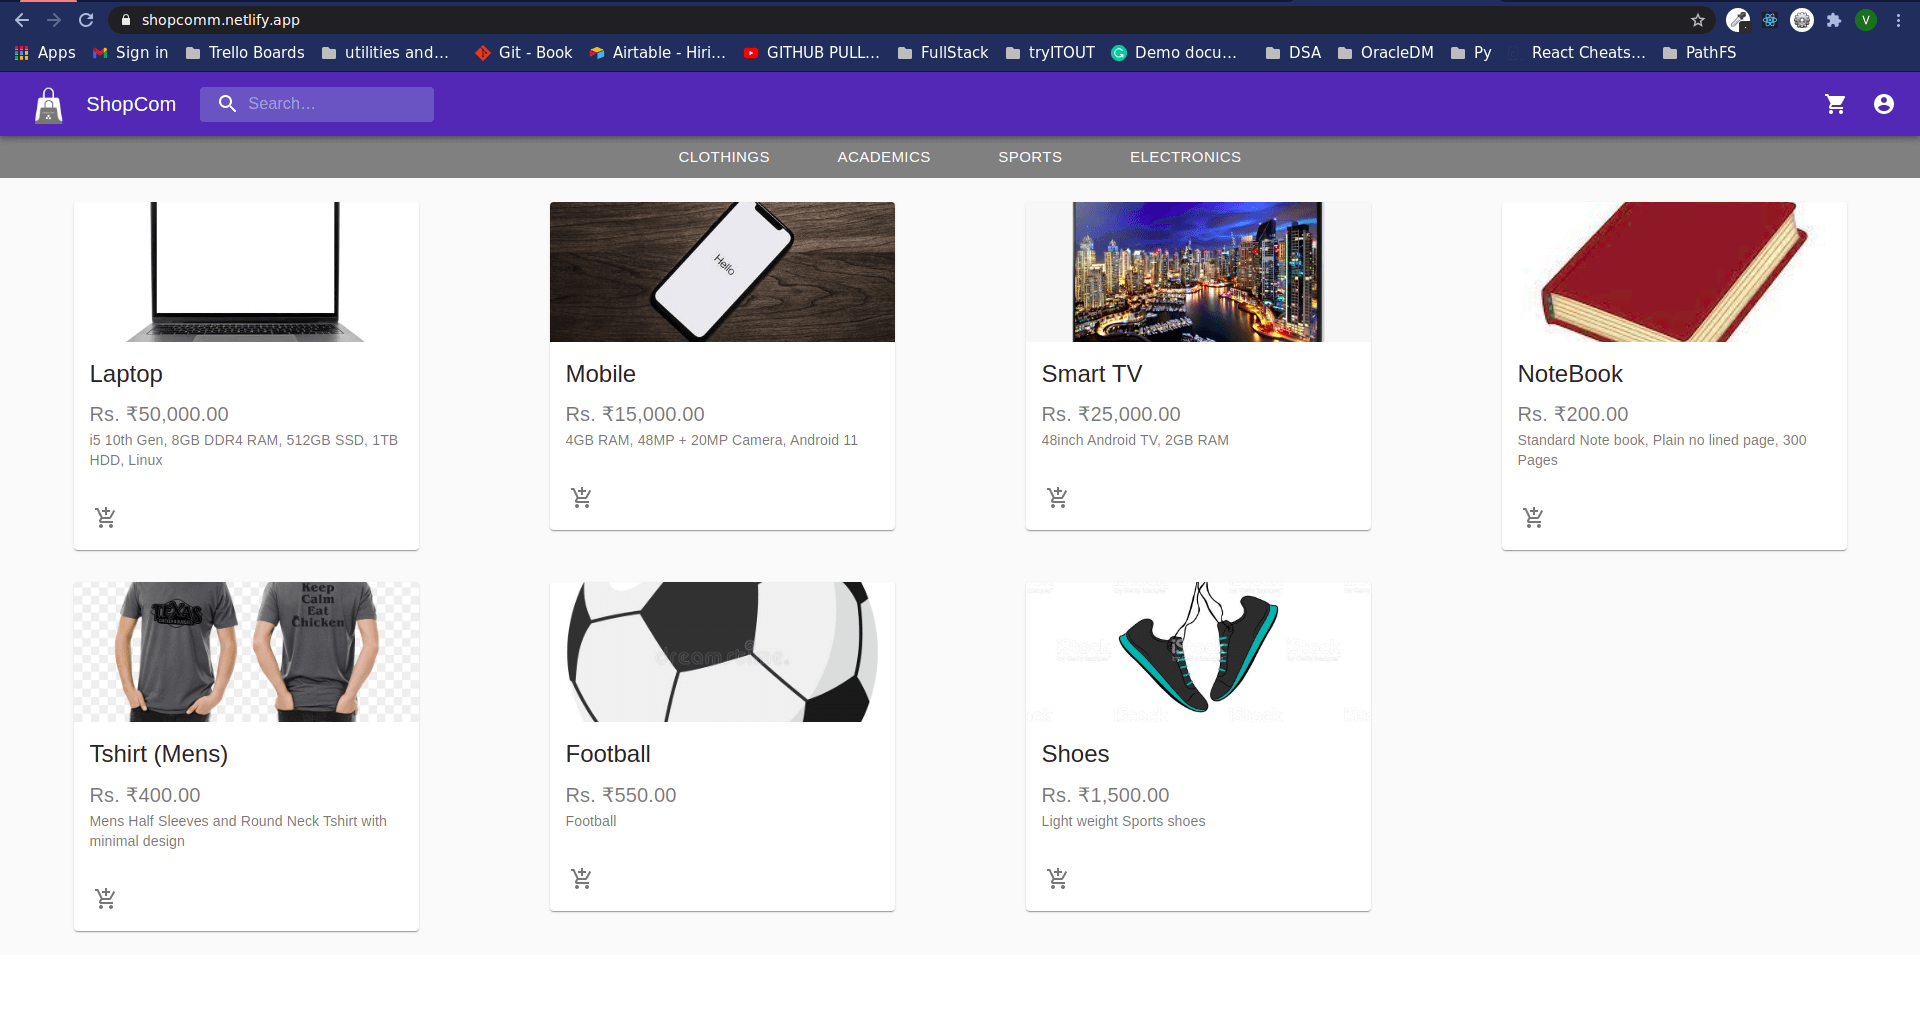 shopcomm.netlify.app
Apps Sign in Trello Boards utilities and... Git - Book Airtable - Hiri... GITHUB PULL... FullStack tryITOUT Demo docu... DSA OracleDM Py React Cheats... PathFS
V
ShopCom Search...
CLOTHINGS ACADEMICS SPORTS ELECTRONICS
Hello
Laptop
Rs. ₹50,000.00
i5 10th Gen, 8GB DDR4 RAM, 512GB SSD, 1TB
HDD, Linux
Mobile
Rs. ₹15,000.00
4GB RAM, 48MP + 20MP Camera, Android 11
Smart TV
Rs. ₹25,000.00
48inch Android TV, 2GB RAM
NoteBook
Rs. ₹200.00
Standard Note book, Plain no lined page, 300
Pages
TEXAS
Keep
Calm
Eat
Chicken
Tshirt (Mens)
Rs. ₹400.00
Mens Half Sleeves and Round Neck Tshirt with
minimal design
dreamstime.
Football
Rs. ₹550.00
Football
iStock
iStock
iStock
iStock
iStock
Shoes
Rs. ₹1,500.00
Light weight Sports shoes